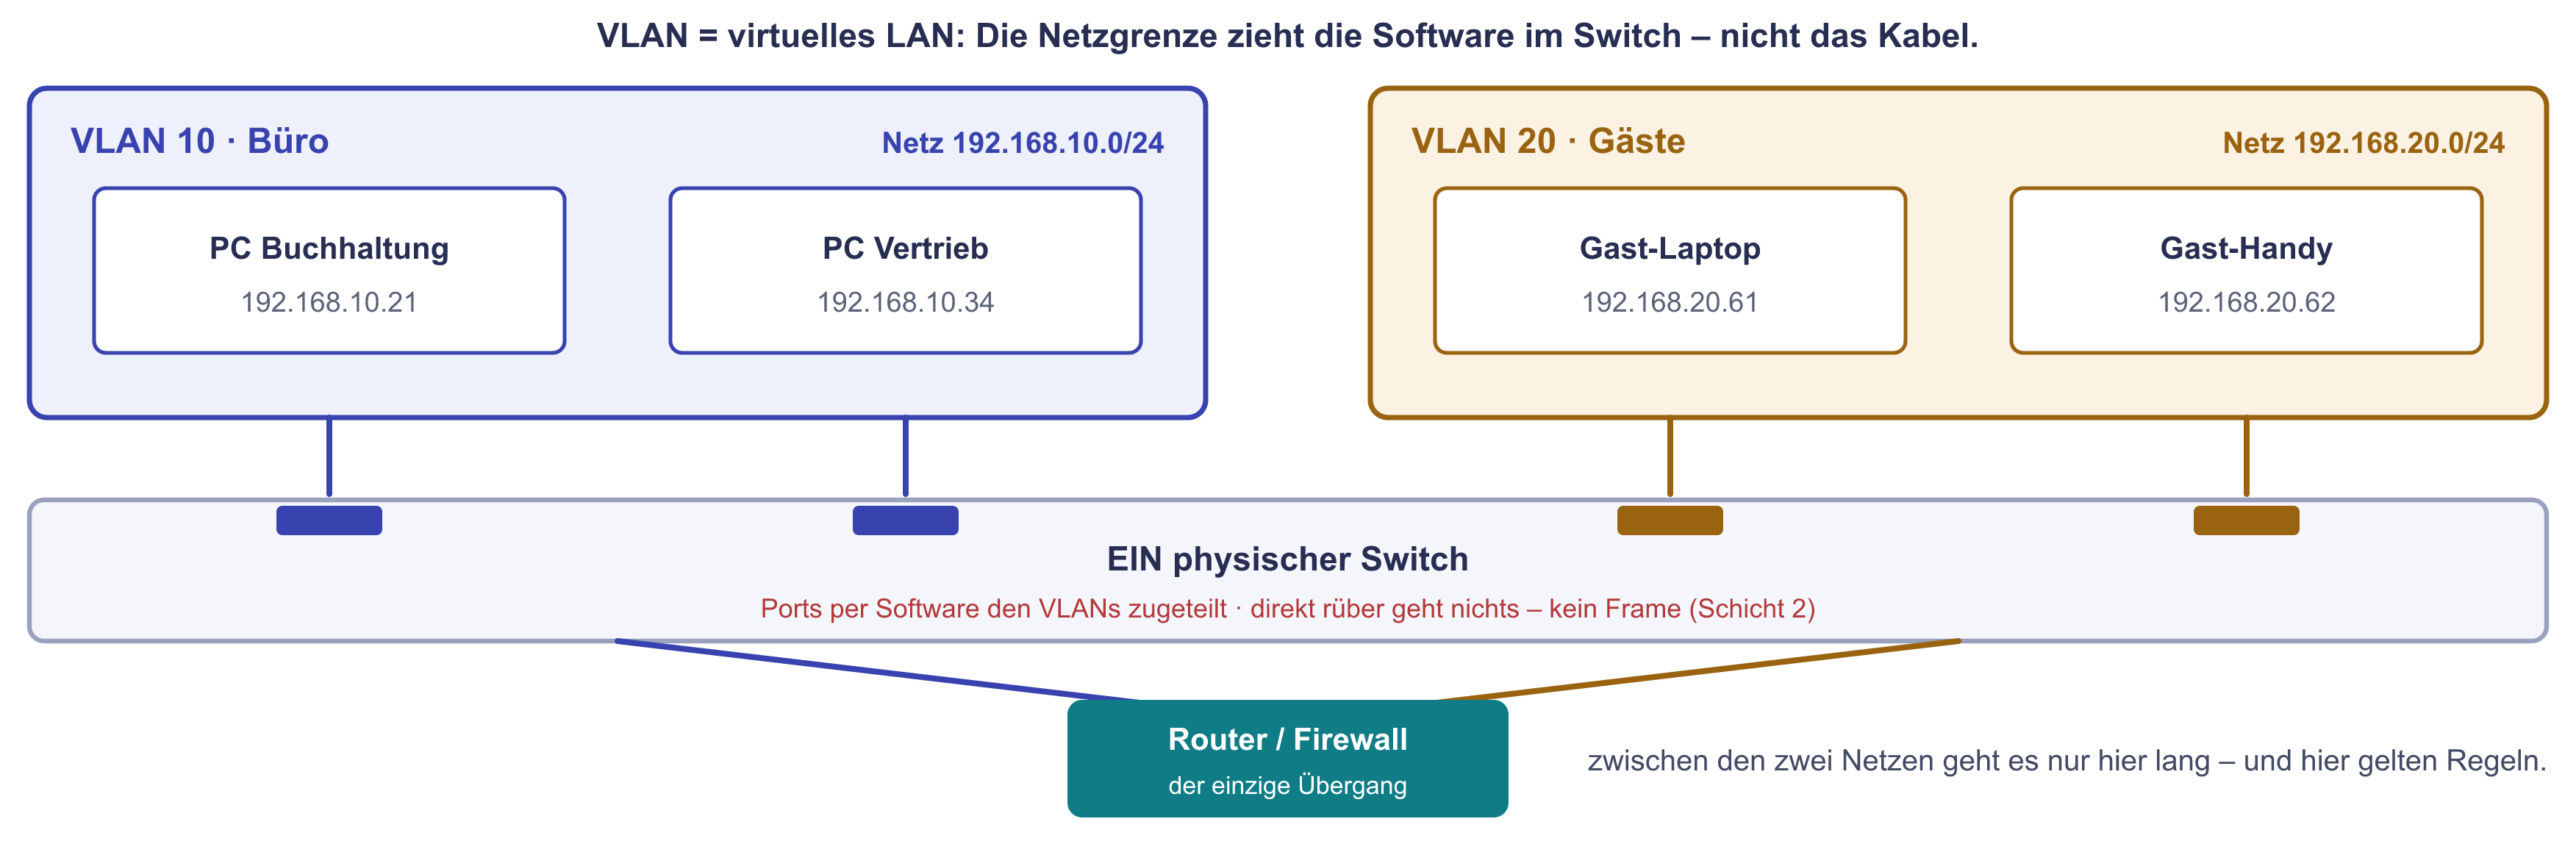 VLAN = virtuelles LAN: Die Netzgrenze zieht die Software im Switch – nicht das Kabel.
VLAN 10 · Büro
Netz 192.168.10.0/24
PC Buchhaltung
192.168.10.21
PC Vertrieb
192.168.10.34
VLAN 20 · Gäste
Netz 192.168.20.0/24
Gast-Laptop
192.168.20.61
Gast-Handy
192.168.20.62
EIN physischer Switch
Ports per Software den VLANs zugeteilt · direkt rüber geht nichts – kein Frame (Schicht 2)
Router / Firewall
der einzige Übergang
zwischen den zwei Netzen geht es nur hier lang – und hier gelten Regeln.